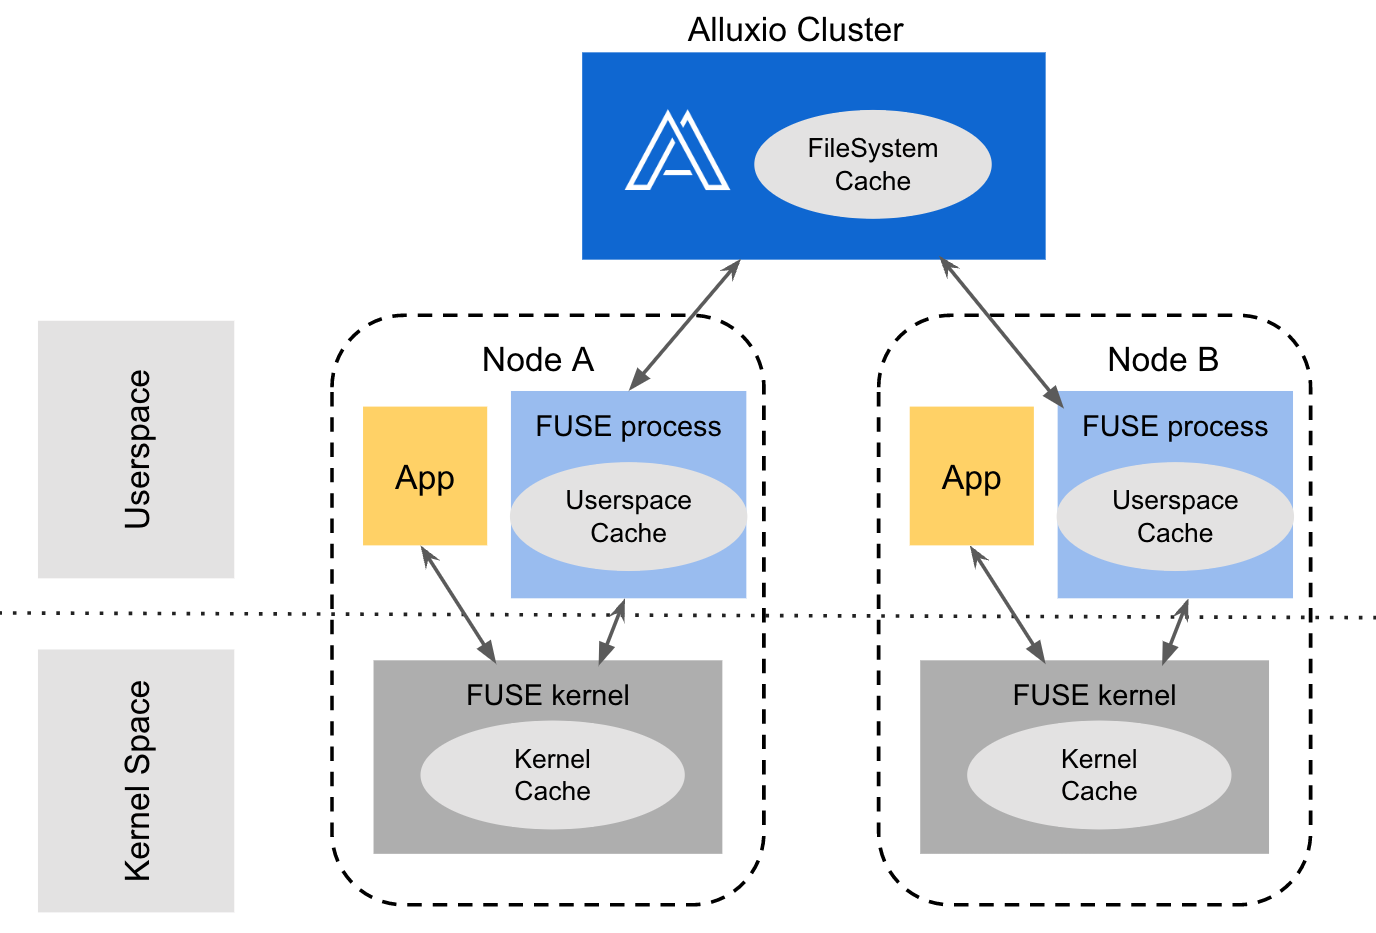 Alluxio Cluster
FileSystem
Cache
Userspace
Node A
App
FUSE process
Userspace
Cache
Node B
App
FUSE process
Userspace
Cache
Kernel Space
FUSE kernel
Kernel
Cache
FUSE kernel
Kernel
Cache